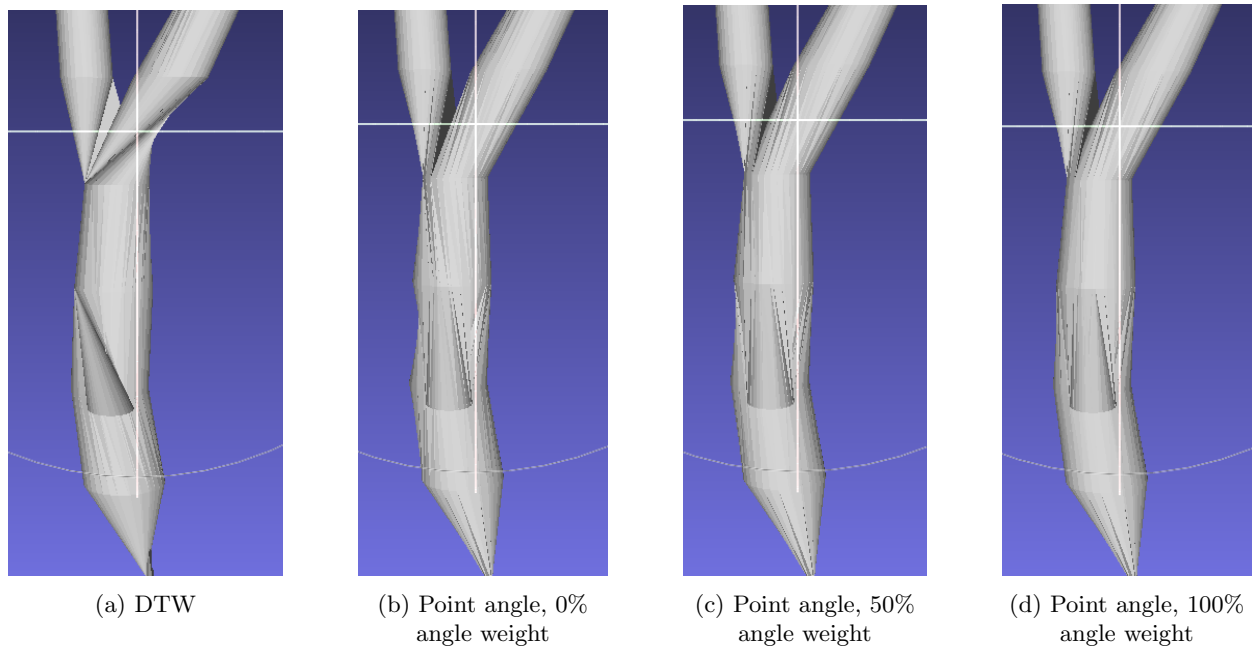 (a) DTW
(b) Point angle, 0%
angle weight
(c) Point angle, 50%
angle weight
(d) Point angle, 100%
angle weight